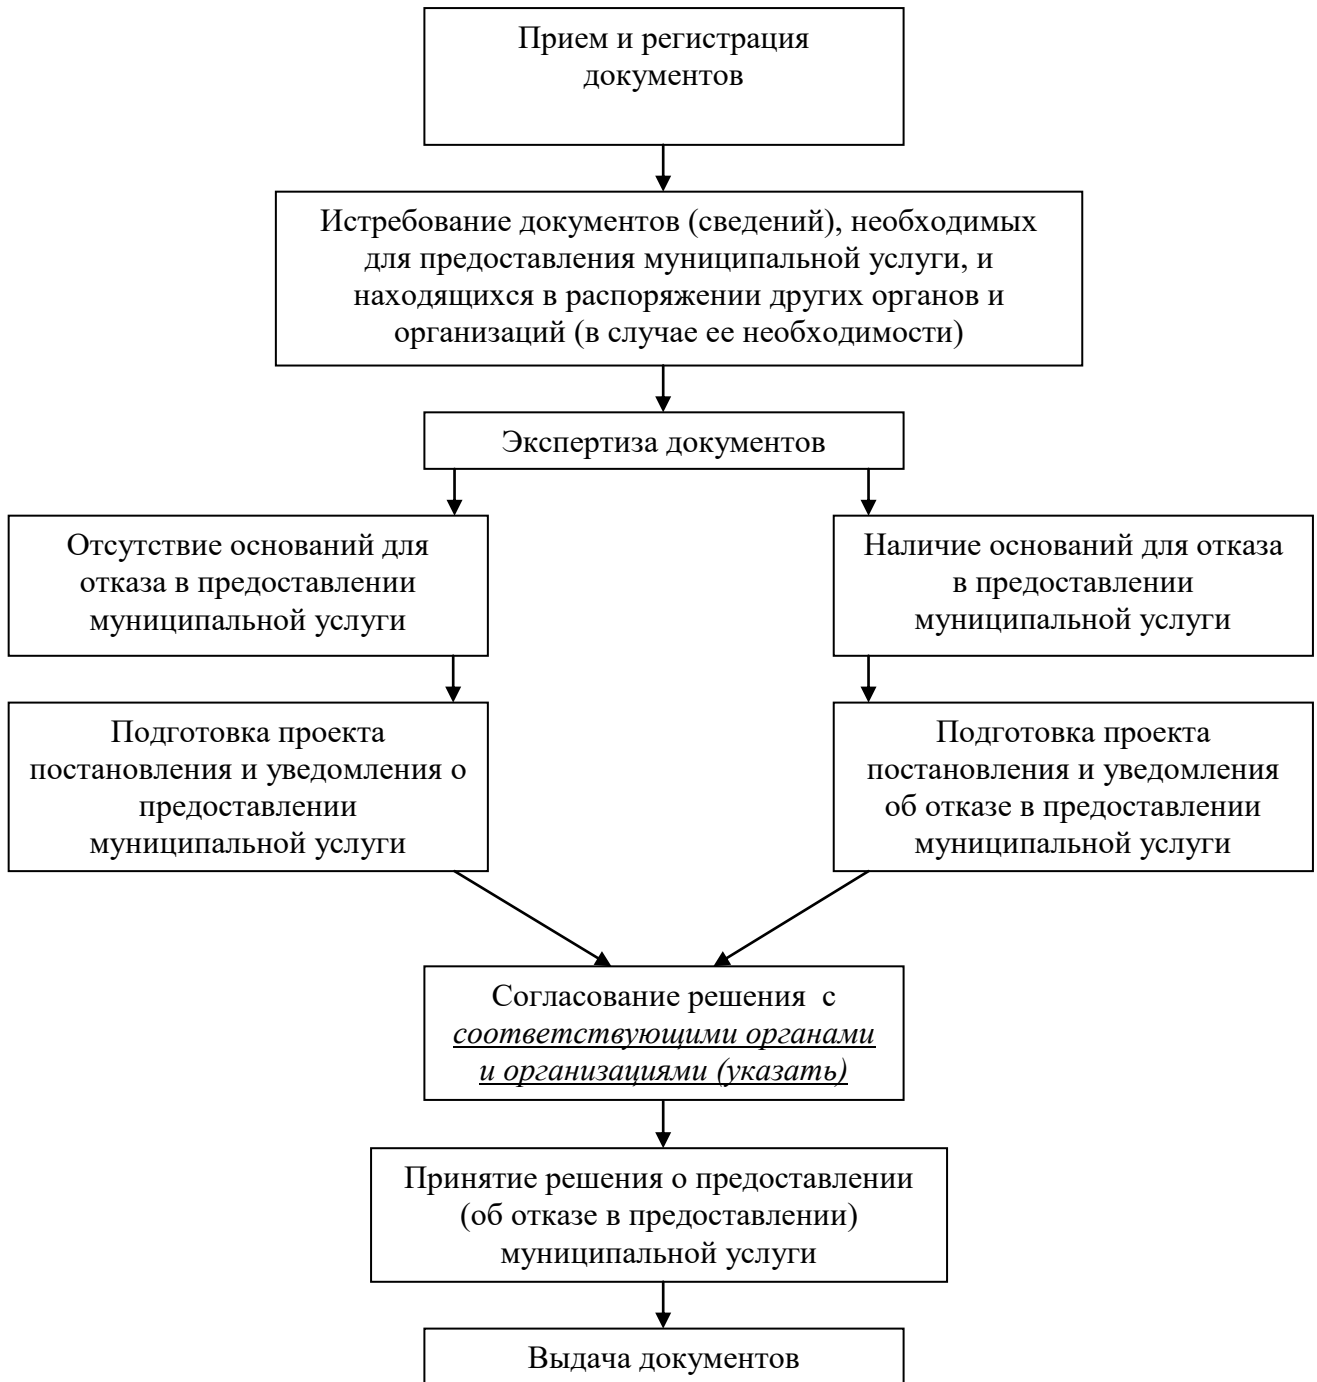 Прием и регистрация
документов
Истребование документов (сведений), необходимых
для предоставления муниципальной услуги, и
находящихся в распоряжении других органов и
организаций (в случае ее необходимости)
Экспертиза документов
Отсутствие оснований для
отказа в предоставлении
муниципальной услуги
Наличие оснований для отказа
в предоставлении
муниципальной услуги
Подготовка проекта
постановления и уведомления о
предоставлении
муниципальной услуги
Подготовка проекта
постановления и уведомления
об отказе в предоставлении
муниципальной услуги
Согласование решения с
соответствующими органами
и организациями (указать)
Принятие решения о предоставлении
(об отказе в предоставлении)
муниципальной услуги
Выдача документов